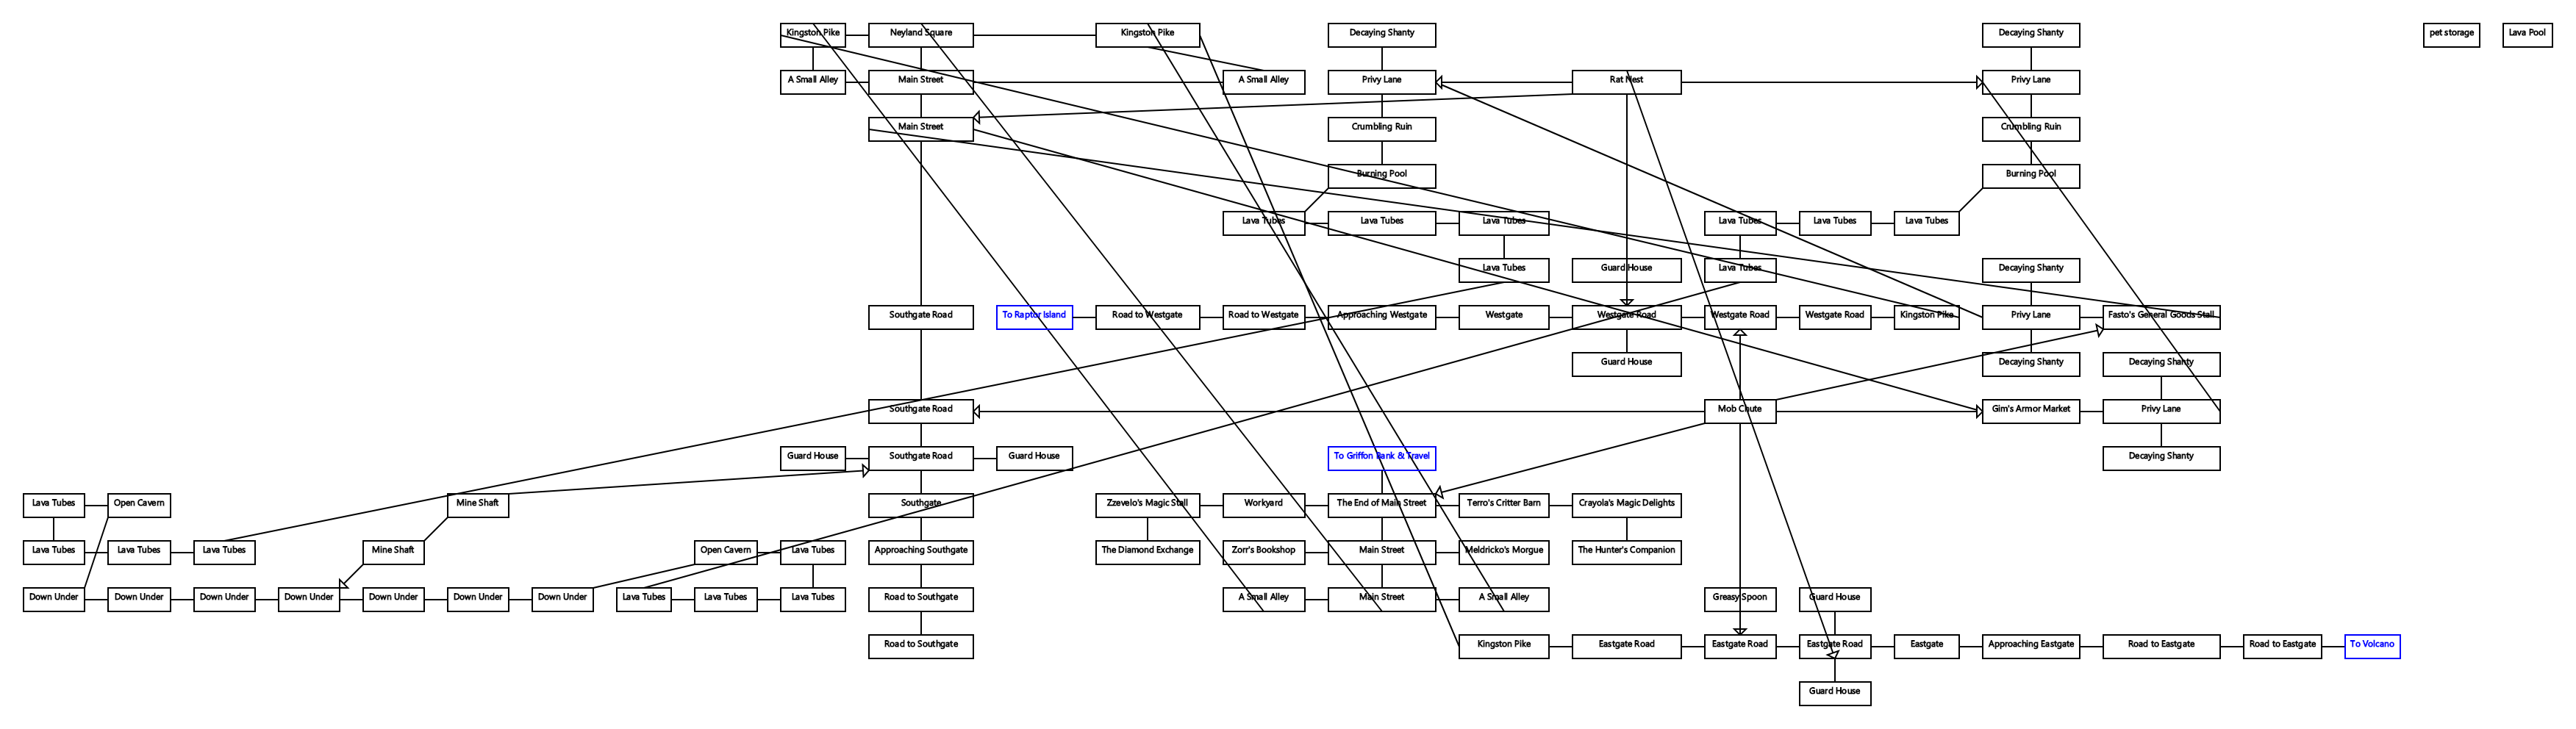 Kingston Pike
Neyland Square
Kingston Pike
Decaying Shanty
Decaying Shanty
pet storage
Lava Pool
A Small Alley
Main Street
A Small Alley
Privy Lane
Rat Nest
Privy Lane
Main Street
Crumbling Ruin
Crumbling Ruin
Burning Pool
Burning Pool
Lava Tubes
Lava Tubes
Lava Tubes
Lava Tubes
Lava Tubes
Lava Tubes
Lava Tubes
Guard House
Lava Tubes
Decaying Shanty
Southgate Road
To Raptor Island
Road to Westgate
Road to Westgate
Approaching Westgate
Westgate
Westgate Road
Westgate Road
Westgate Road
Kingston Pike
Privy Lane
Fasto's General Goods Stall
Guard House
Decaying Shanty
Decaying Shanty
Southgate Road
Mob Chute
Gim's Armor Market
Privy Lane
Guard House
Southgate Road
Guard House
To Griffon Bank & Travel
Decaying Shanty
Lava Tubes
Open Cavern
Mine Shaft
Southgate
Zzevelo's Magic Stall
Workyard
The End of Main Street
Terro's Critter Barn
Crayola's Magic Delights
Lava Tubes
Lava Tubes
Lava Tubes
Mine Shaft
Open Cavern
Lava Tubes
Approaching Southgate
The Diamond Exchange
Zorr's Bookshop
Main Street
Meldricko's Morgue
The Hunter's Companion
Down Under
Down Under
Down Under
Down Under
Down Under
Down Under
Down Under
Lava Tubes
Lava Tubes
Lava Tubes
Road to Southgate
A Small Alley
Main Street
A Small Alley
Greasy Spoon
Guard House
Road to Southgate
Kingston Pike
Eastgate Road
Eastgate Road
Eastgate Road
Eastgate
Approaching Eastgate
Road to Eastgate
Road to Eastgate
To Volcano
Guard House